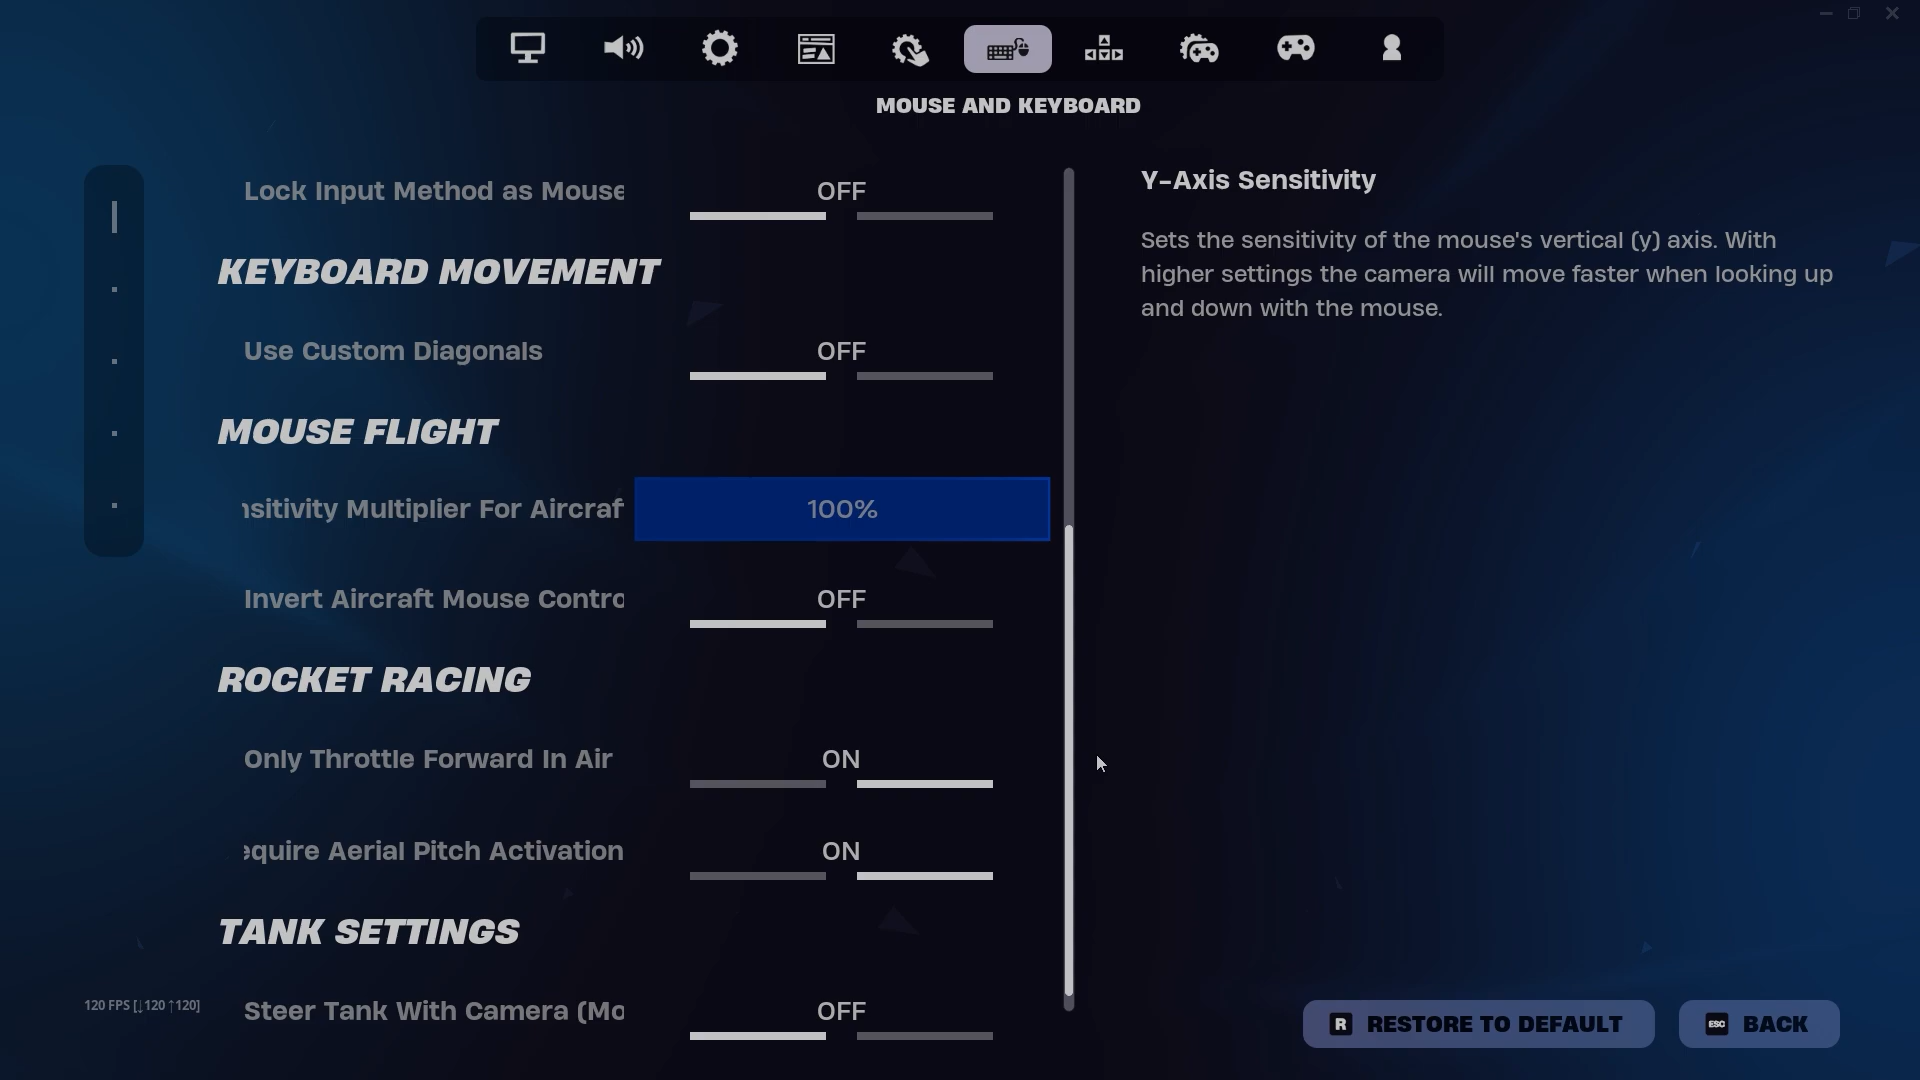 MOUSE AND KEYBOARD
Lock Input Method as Mouse
OFF
KEYBOARD MOVEMENT
Use Custom Diagonals
OFF
MOUSE FLIGHT
nsitivity Multiplier For Aircraf
100%
Invert Aircraft Mouse Contro
OFF
ROCKET RACING
Only Throttle Forward In Air
ON
equire Aerial Pitch Activation
ON
TANK SETTINGS
Steer Tank With Camera (Mo
OFF
Y-Axis Sensitivity
Sets the sensitivity of the mouse's vertical (y) axis. With
higher settings the camera will move faster when looking up
and down with the mouse.
120 FPS [↓120 ↑120]
R RESTORE TO DEFAULT
ESC BACK